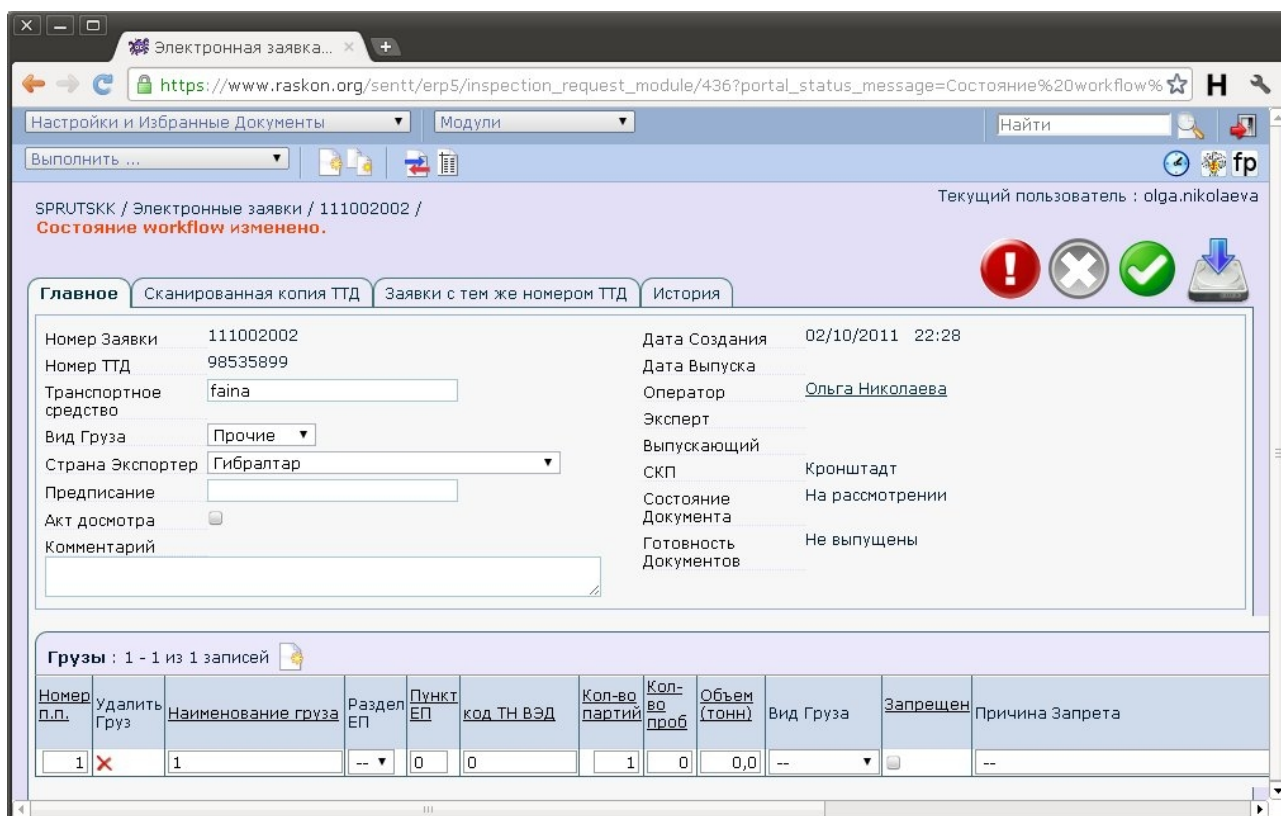 Электронная заявка...
https://www.raskon.org/sentt/erp5/inspection_request_module/436?portal_status_message=Состояние%20workflow%
H
Настройки и Избранные Документы
Модули
Найти
Выполнить ...
fp
Текущий пользователь : olga.nikolaeva
SPRUTSKK / Электронные заявки / 111002002 /
Состояние workflow изменено.
Главное
Сканированная копия ТТД
Заявки с тем же номером ТТД
История
Номер Заявки 111002002
Номер ТТД 98535899
Транспортное средство faina
Вид Груза Прочие
Страна Экспортер Гибралтар
Предписание
Акт досмотра
Комментарий
Дата Создания 02/10/2011 22:28
Дата Выпуска
Оператор Ольга Николаева
Эксперт
Выпускающий
СКП Кронштадт
Состояние Документа На рассмотрении
Готовность Документов Не выпущены
Грузы : 1 - 1 из 1 записей
Номер п.п. Удалить Груз Наименование груза Раздел ЕП Пункт ЕП код ТН ВЭД Кол-во партий Кол-во проб Объем (тонн) Вид Груза Запрещен Причина Запрета
1 1 -- 0 0 1 0 0,0 -- --